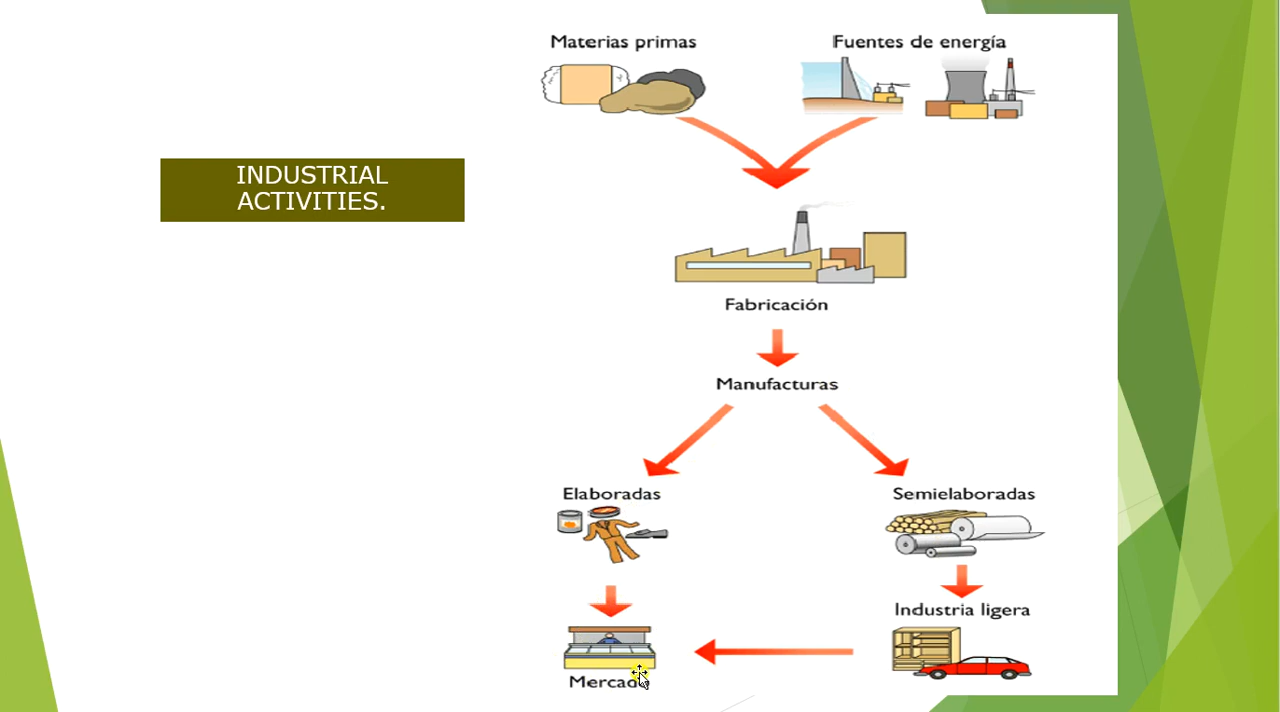 Materias primas
Fuentes de energía
INDUSTRIAL
ACTIVITIES.
Fabricación
Manufacturas
Elaboradas
Semielaboradas
Industria ligera
Mercado